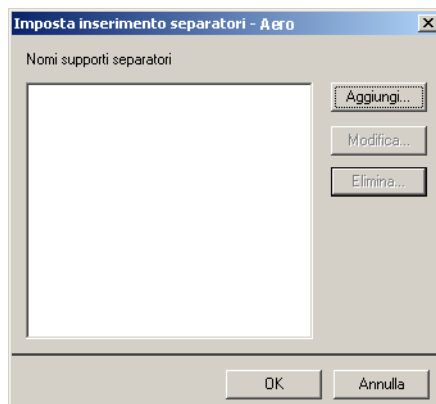 Imposta inserimento separatori - Aero
Nomi supporti separatori
Aggiungi...
Modifica...
Elimina...
OK
Annulla